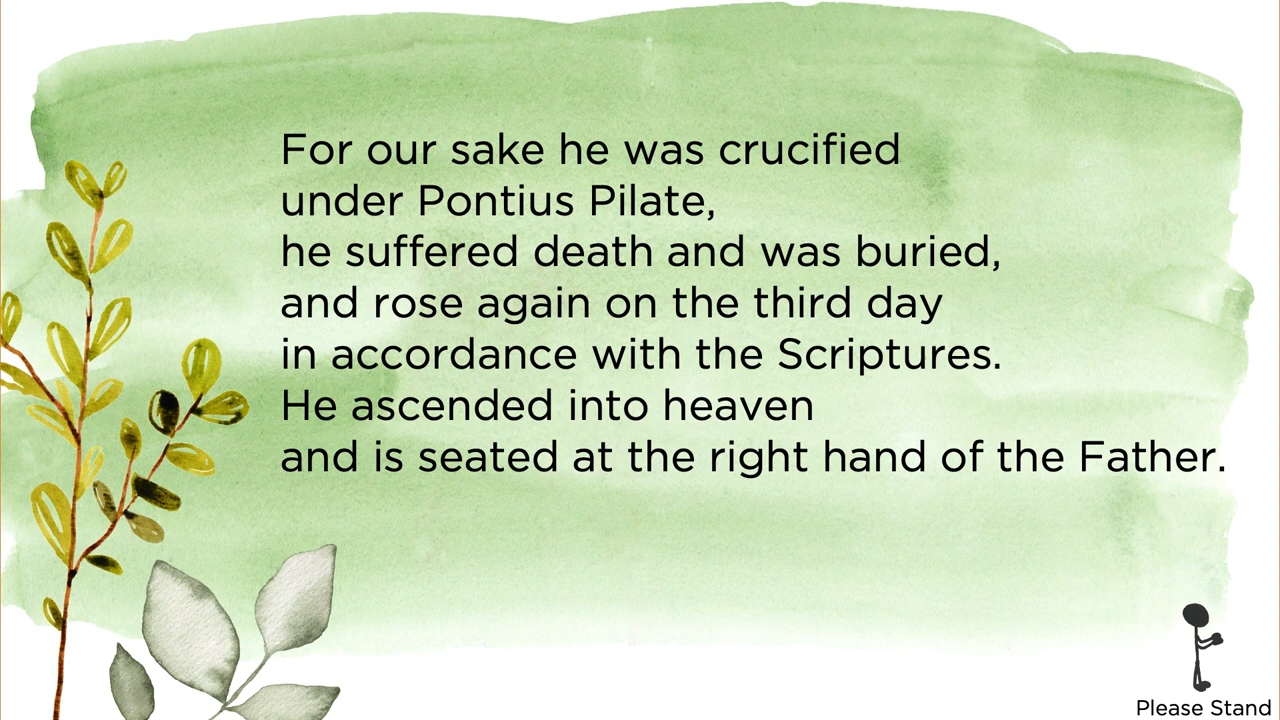 For our sake he was crucified
under Pontius Pilate,
he suffered death and was buried,
and rose again on the third day
in accordance with the Scriptures.
He ascended into heaven
and is seated at the right hand of the Father.
Please Stand